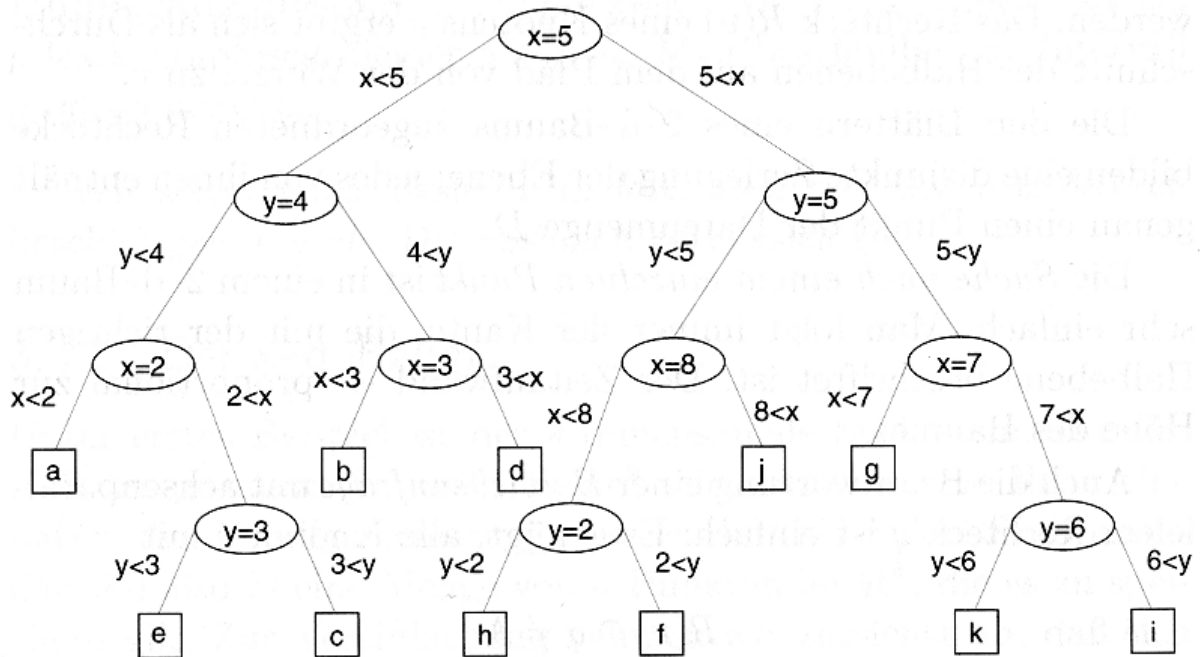 x=5
x<5 5<x
y=4 y=5
y<4 4<y y<5 5<y
x=2 x=3 x=8 x=7
x<2 2<x x<3 3<x x<8 8<x x<7 7<x
a b d j g
y=3 y=2 y=6
y<3 3<y y<2 2<y y<6 6<y
e c h f k i